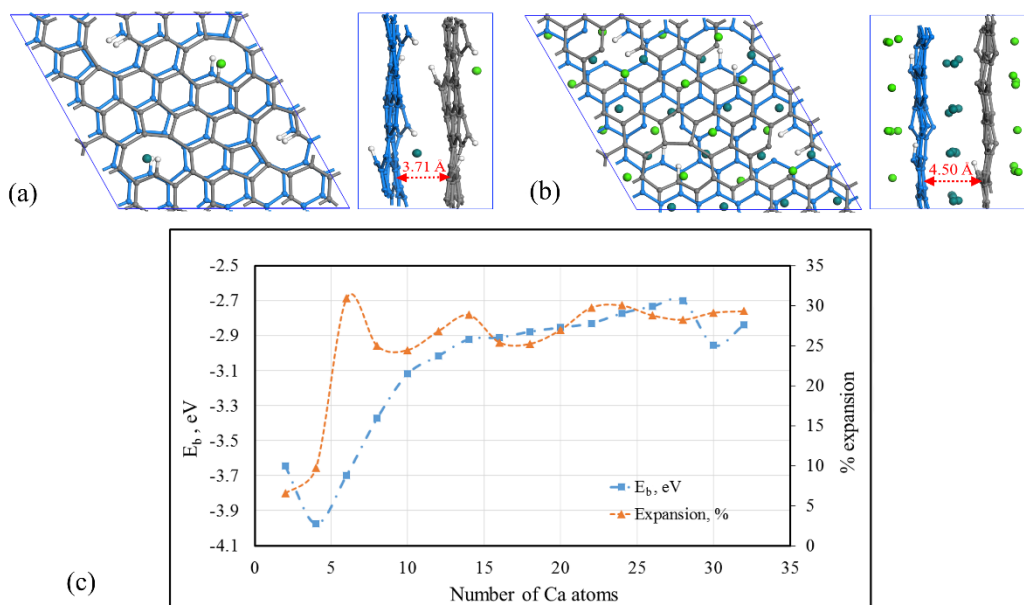 (a)
3.71 Å
(b)
4.50 Å
(c)
-2.5
-2.7
-2.9
-3.1
-3.3
-3.5
-3.7
-3.9
-4.1
E_b , eV
35
30
25
20
15
10
5
0
% expansion
E_b, eV
Expansion, %
0 5 10 15 20 25 30 35
Number of Ca atoms